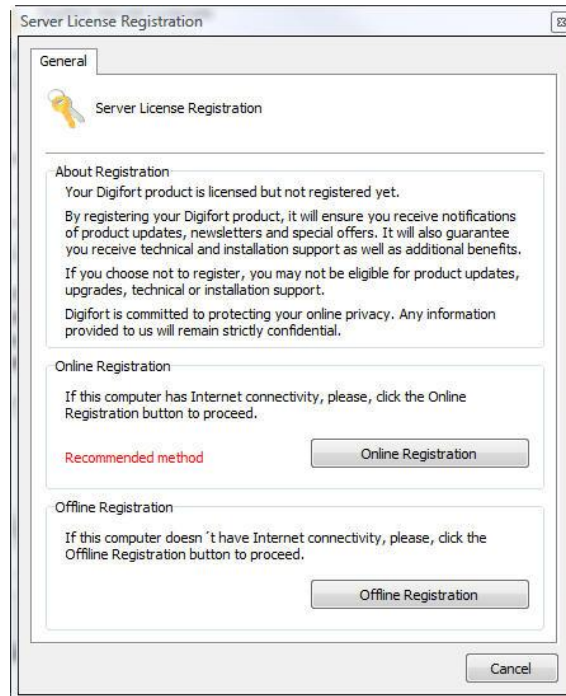 Server License Registration
General
Server License Registration
About Registration
Your Digifort product is licensed but not registered yet.
By registering your Digifort product, it will ensure you receive notifications
of product updates, newsletters and special offers. It will also guarantee
you receive technical and installation support as well as additional benefits.
If you choose not to register, you may not be eligible for product updates,
upgrades, technical or installation support.
Digifort is committed to protecting your online privacy. Any information
provided to us will remain strictly confidential.
Online Registration
If this computer has Internet connectivity, please, click the Online
Registration button to proceed.
Recommended method
Online Registration
Offline Registration
If this computer doesn´t have Internet connectivity, please, click the
Offiline Registration button to proceed.
Offline Registration
Cancel